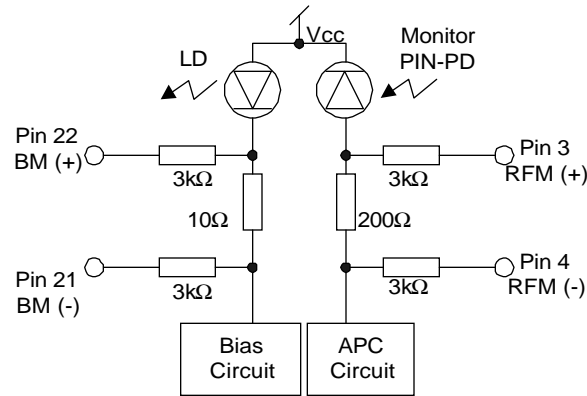 Vcc
LD
Monitor
PIN-PD
Pin 22
BM (+)
3kΩ
3kΩ
Pin 3
RFM (+)
10Ω
200Ω
Pin 21
BM (-)
3kΩ
3kΩ
Pin 4
RFM (-)
Bias
Circuit
APC
Circuit